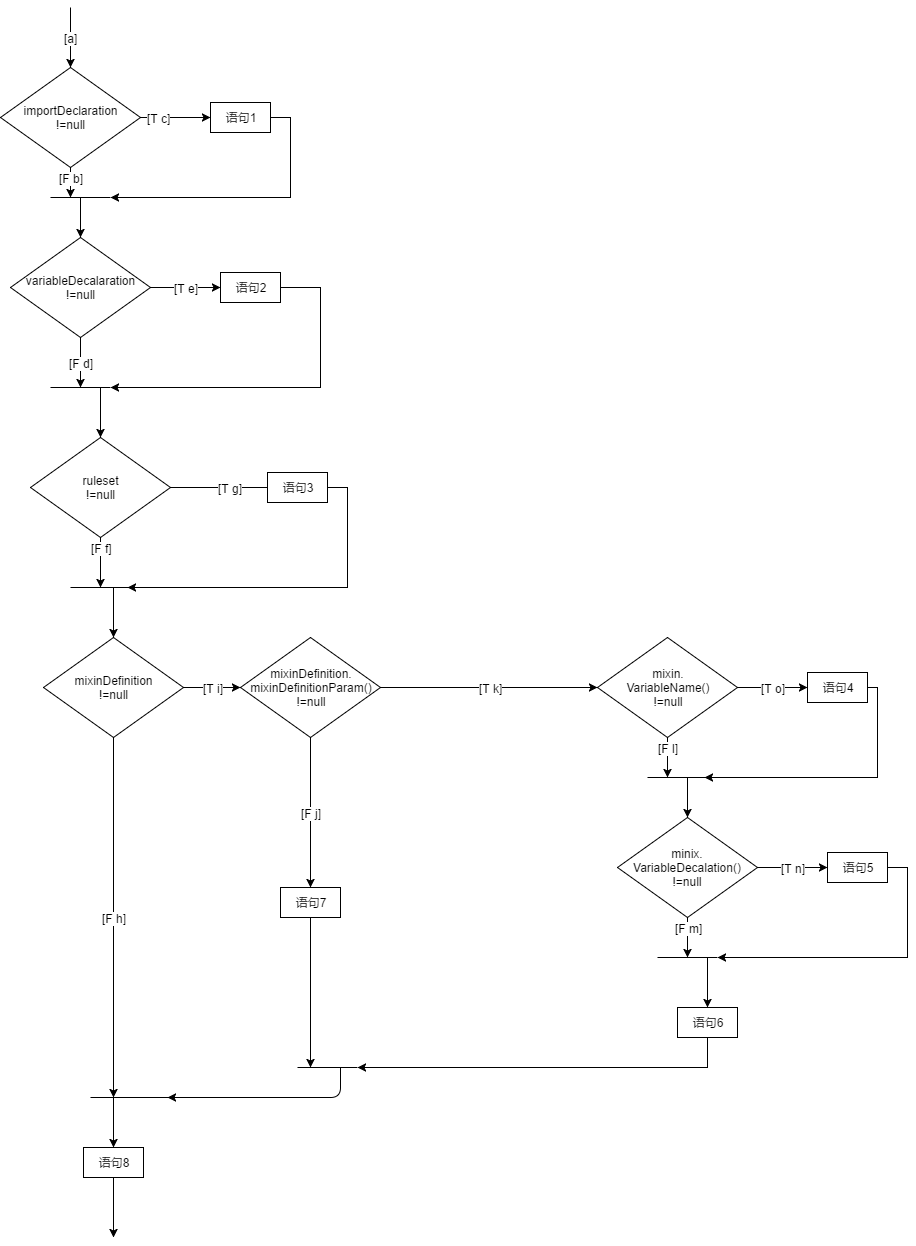 [a]
importDeclaration
!=null
[T c]
语句1
[F b]
variableDecalaration
!=null
[T e]
语句2
[F d]
ruleset
!=null
[T g]
语句3
[F f]
mixinDefinition
!=null
[T i]
mixinDefinition.
mixinDefinitionParam()
!=null
[T k]
mixin.
VariableName()
!=null
[T o]
语句4
[F l]
[F j]
minix.
VariableDecalation()
!=null
[T n]
语句5
语句7
[F h]
[F m]
语句6
语句8